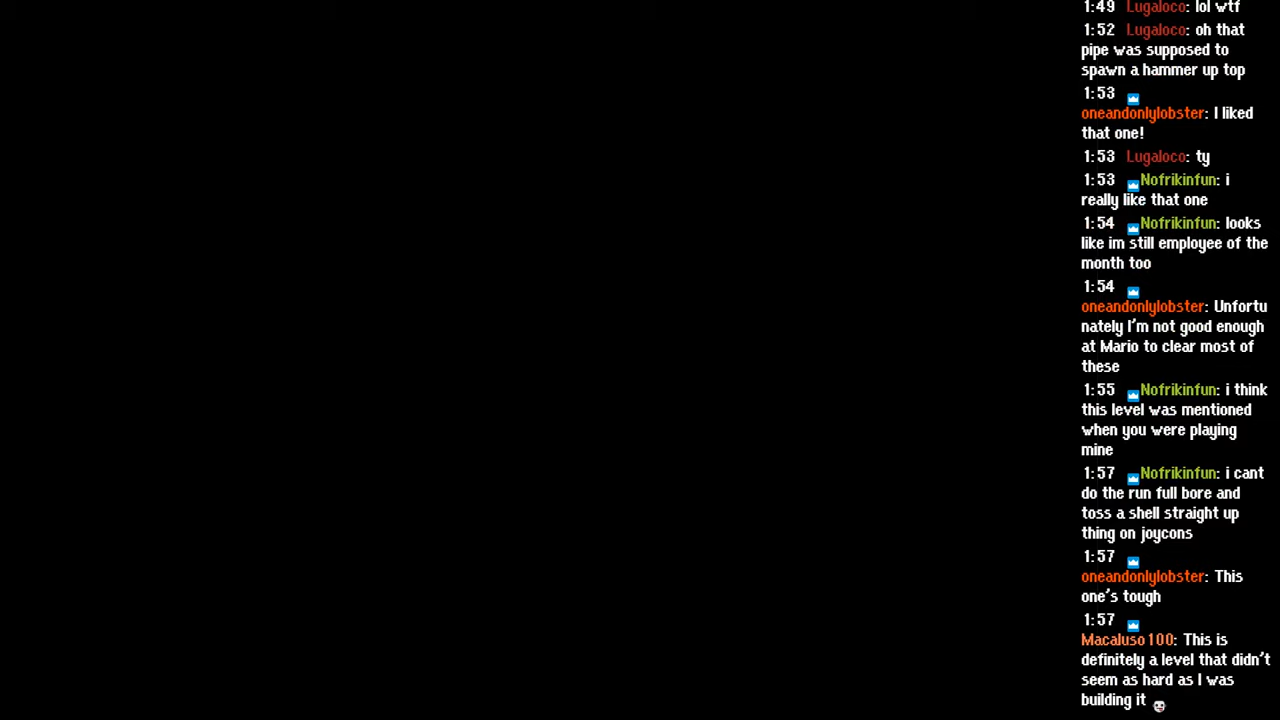 1:49 Lugaloco: lol wtf
1:52 Lugaloco: oh that
pipe was supposed to
spawn a hammer up top
1:53
oneandonlylobster: I liked
that one!
1:53 Lugaloco: ty
1:53 Nofrikinfun: i
really like that one
1:54 Nofrikinfun: looks
like im still employee of the
month too
1:54
oneandonlylobster: Unfortu
nately I'm not good enough
at Mario to clear most of
these
1:55 Nofrikinfun: i think
this level was mentioned
when you were playing
mine
1:57 Nofrikinfun: i cant
do the run full bore and
toss a shell straight up
thing on joycons
1:57
oneandonlylobster: This
one's tough
1:57
Macaluso100: This is
definitely a level that didn't
seem as hard as I was
building it